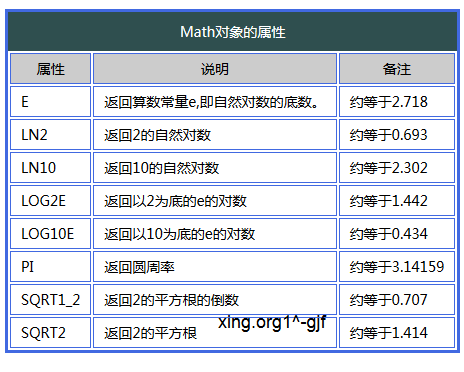 Math对象的属性
属性 说明 备注
E 返回算数常量e,即自然对数的底数。 约等于2.718
LN2 返回2的自然对数 约等于0.693
LN10 返回10的自然对数 约等于2.302
LOG2E 返回以2为底的e的对数 约等于1.442
LOG10E 返回以10为底的e的对数 约等于0.434
PI 返回圆周率 约等于3.14159
SQRT1_2 返回2的平方根的倒数 约等于0.707
SQRT2 返回2的平方根 约等于1.414
xing.org1^-gjf